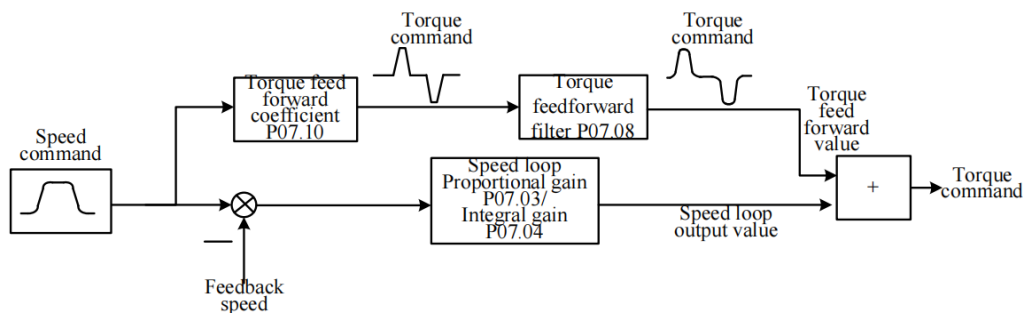 Torque
command
Torque
command
Torque feed
forward
coefficient
P07.10
Torque
feedforward
filter P07.08
Torque
feed
forward
value
Speed
command
Speed loop
Proportional gain
P07.03/
Integral gain
P07.04
+
Torque
command
Speed loop
output value
Feedback
speed